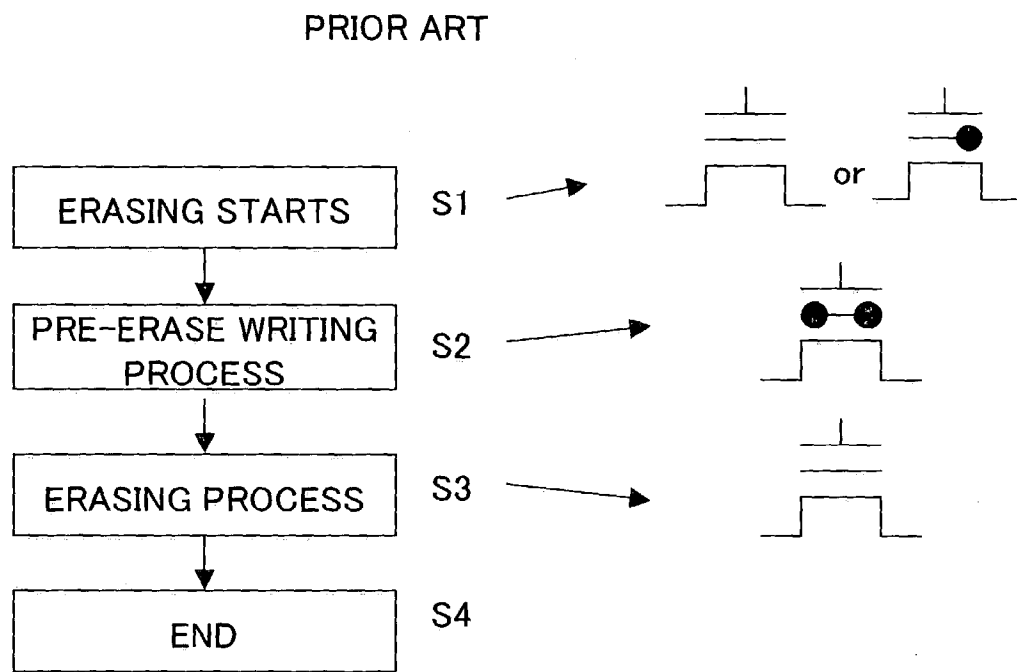 PRIOR ART
ERASING STARTS
S1
or
PRE-ERASE WRITING
PROCESS
S2
ERASING PROCESS
S3
END
S4